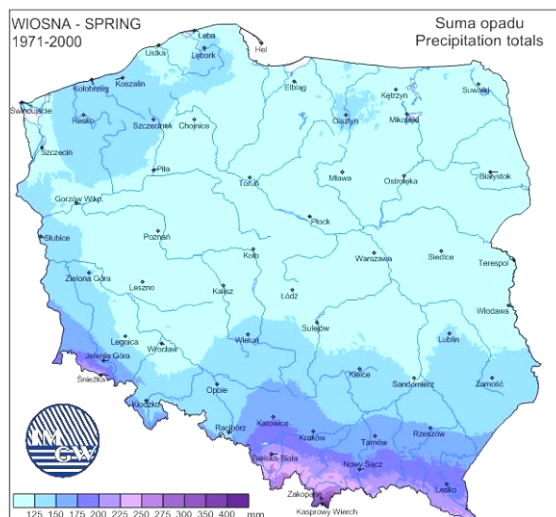 WIOSNA - SPRING
1971-2000
Suma opadu
Precipitation totals
Łeba
Hel
Ustka
Lębork
Koszalin
Kołobrzeg
Elbląg
Kętrzyn
Suwałki
Świnoujście
Resko
Szczecinek
Chojnice
Olsztyn
Mikołajki
Szczecin
Piła
Toruń
Mława
Ostrołęka
Białystok
Gorzów Wlkp.
Płock
Słubice
Poznań
Koło
Warszawa
Siedlce
Terespol
Zielona Góra
Leszno
Kalisz
Łódź
Włodawa
Sulejów
Legnica
Wrocław
Wieluń
Lublin
Jelenia Góra
Śnieżka
Kielce
Sandomierz
Zamość
Opole
Kłodzko
Racibórz
Katowice
Kraków
Tarnów
Rzeszów
Bielsko-Biała
Nowy Sącz
Lesko
Zakopane
Kasprowy Wierch
IMGW
125 150 175 200 225 250 275 300 350 400 mm